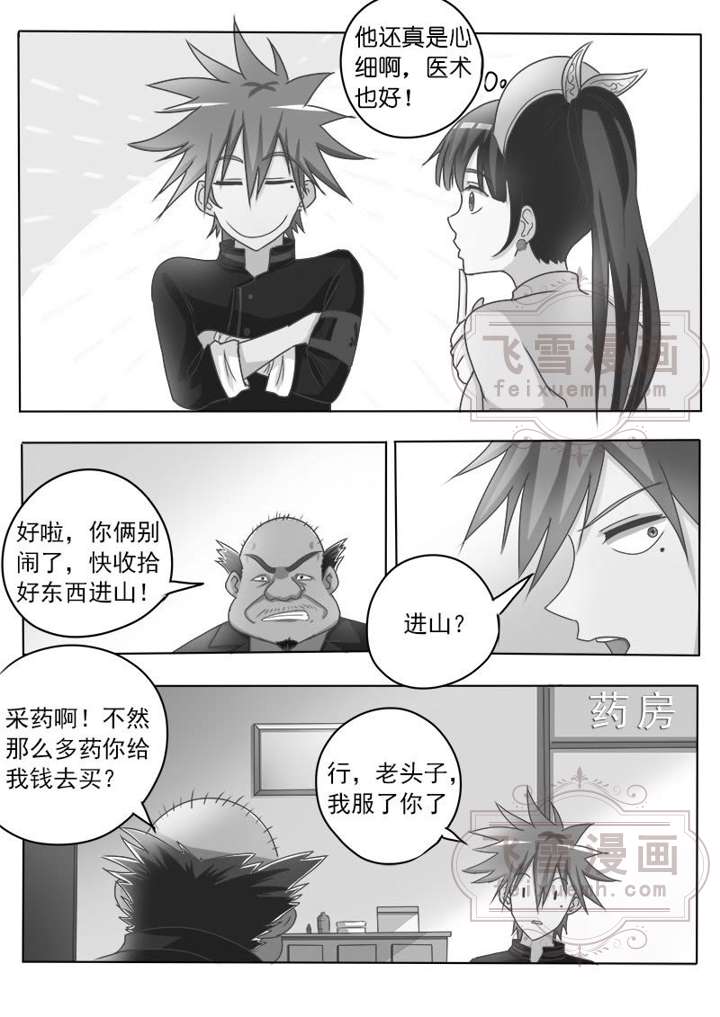 他还真是心
细啊，医术
也好！
飞雪漫画
feixuemh.com
好啦，你俩别
闹了，快收拾
好东西进山！
进山？
采药啊！不然
那么多药你给
我钱去买？
药房
行，老头子，
我服了你了
飞雪漫画
feixuemh.com